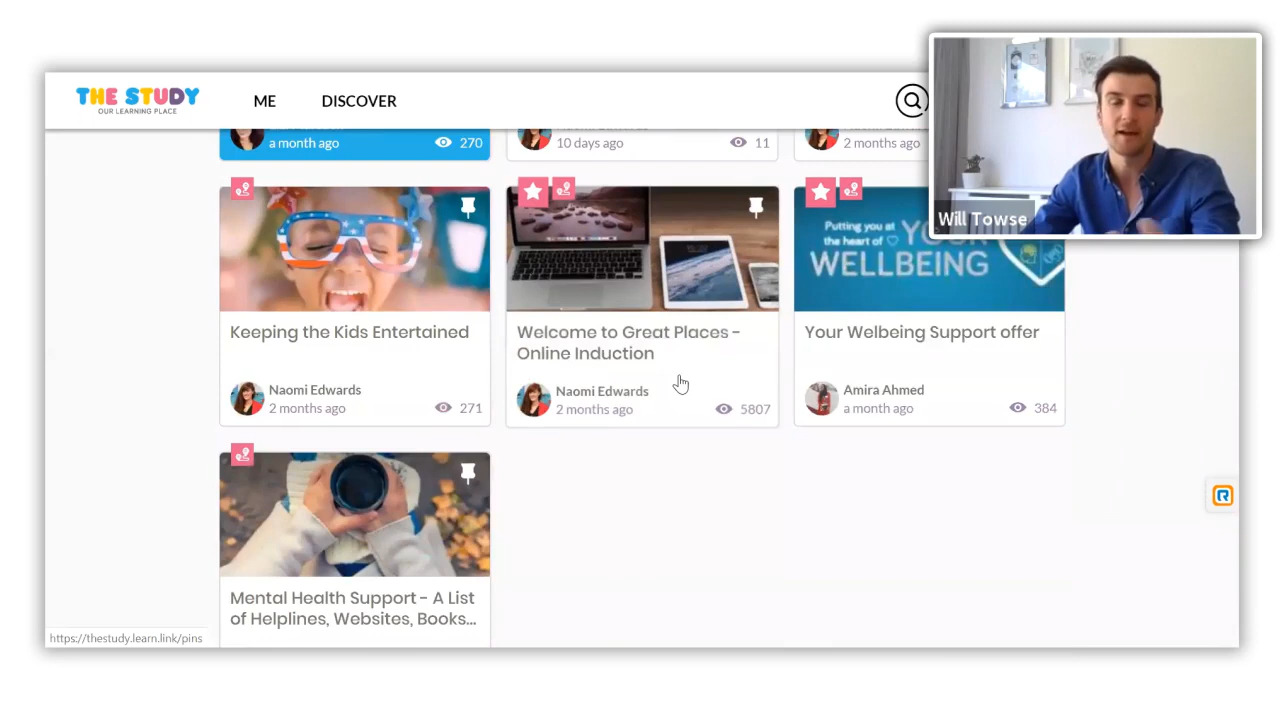 THE STUDY
OUR LEARNING PLACE
ME
DISCOVER
a month ago
270
10 days ago
11
2 months ago
Will Towse
Putting you at
the heart of YOUR
WELLBEING
Keeping the Kids Entertained
Naomi Edwards
2 months ago
271
Welcome to Great Places -
Online Induction
Naomi Edwards
2 months ago
5807
Your Welbeing Support offer
Amira Ahmed
a month ago
384
Mental Health Support - A List
of Helplines, Websites, Books...
https://thestudy.learn.link/pins
R